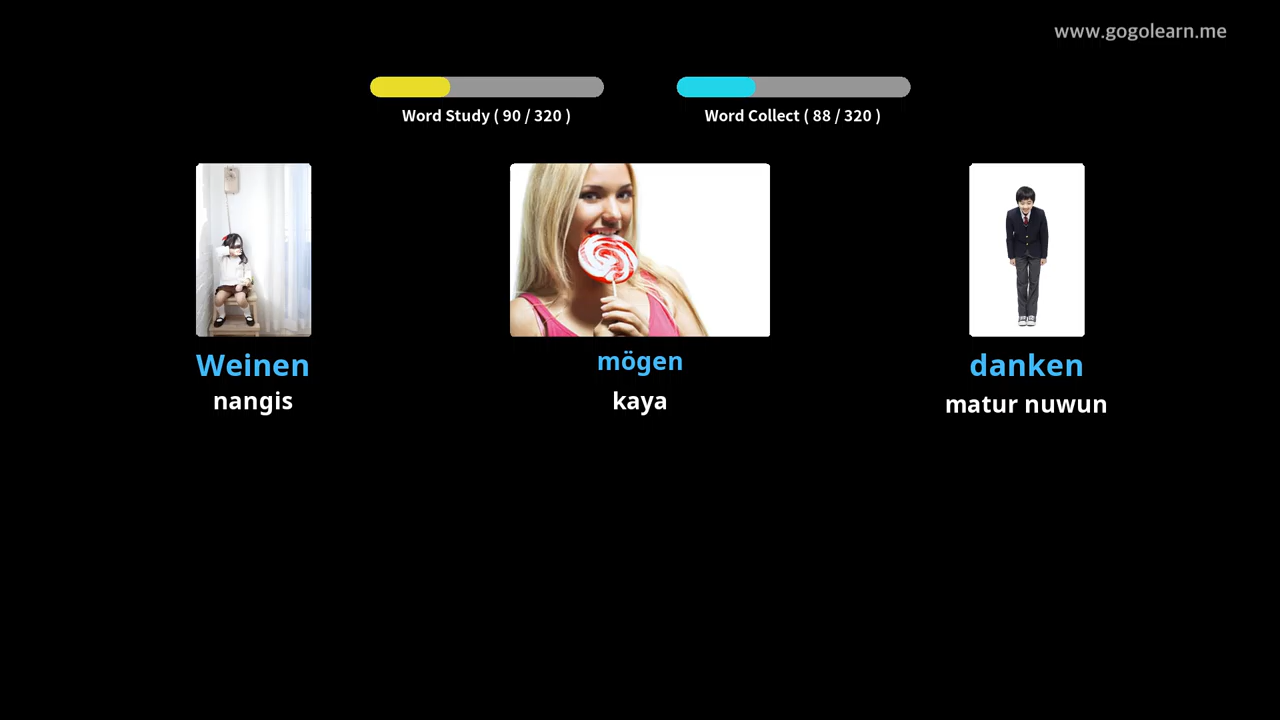 www.gogolearn.me
Word Study ( 90 / 320 )
Word Collect ( 88 / 320 )
Weinen
nangis
mögen
kaya
danken
matur nuwun